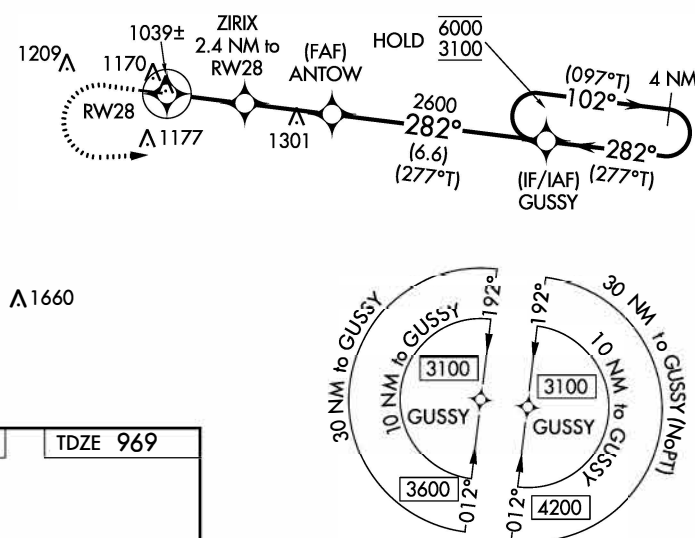 1209
1039±
1170
RW28
1177
ZIRIX
2.4 NM to
RW28
(FAF)
ANTOW
1301
2600
282°
(6.6)
(277°T)
HOLD
6000
3100
(097°T)
102°
4 NM
282°
(277°T)
(IF/IAF)
GUSSY
1660
30 NM to GUSSY
10 NM to GUSSY
192°
3100
GUSSY
3600
012°
192°
30 NM to GUSSY (NoPT)
10 NM to GUSSY
3100
GUSSY
4200
012°
TDZE 969